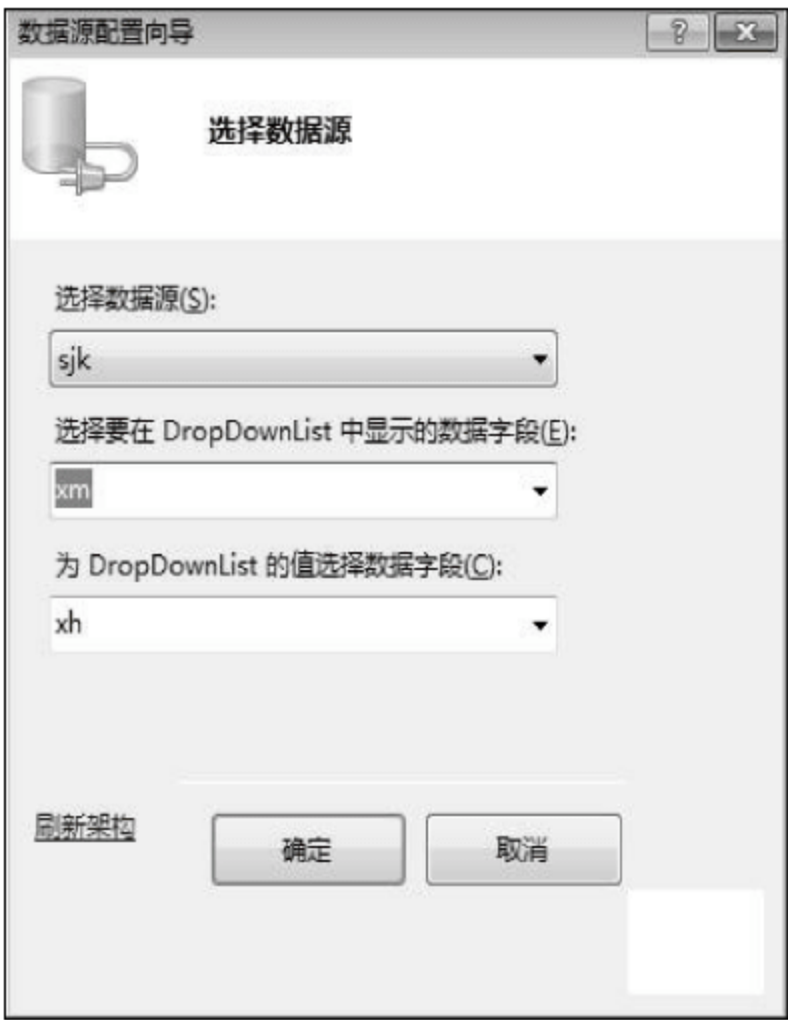 数据源配置向导
选择数据源
选择数据源(S):
sjk
选择要在 DropDownList 中显示的数据字段(E):
xm
为 DropDownList 的值选择数据字段(C):
xh
刷新架构
确定
取消